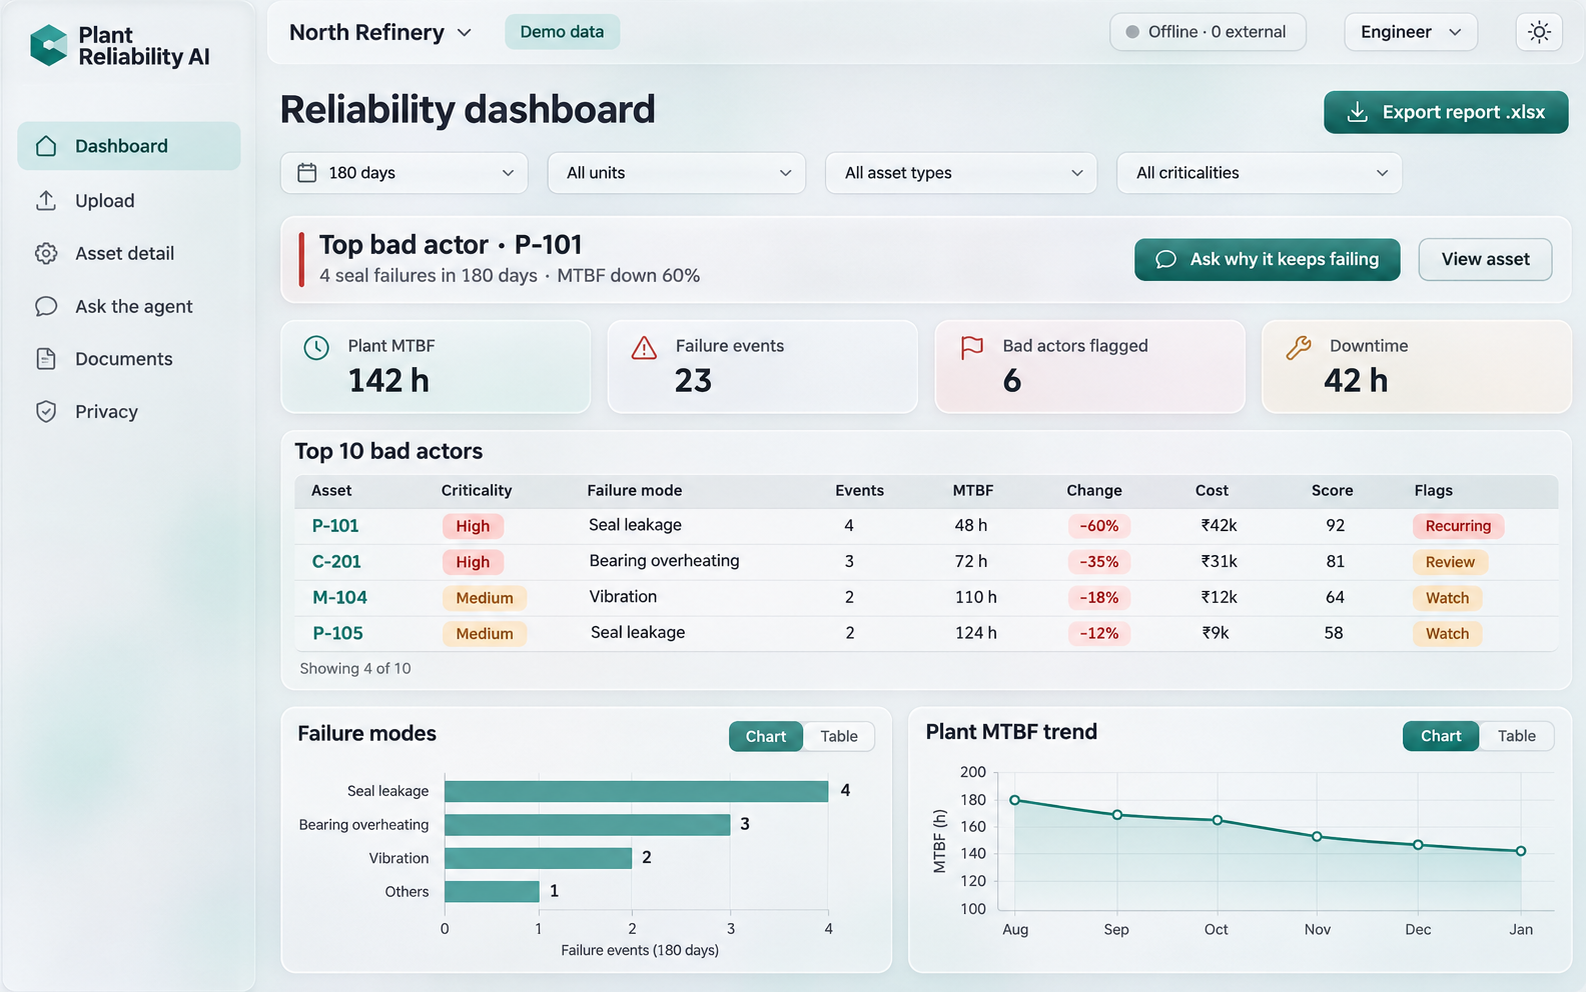 Plant
Reliability AI
North Refinery
Demo data
Offline · 0 external
Engineer
Dashboard
Upload
Asset detail
Ask the agent
Documents
Privacy
Reliability dashboard
Export report .xlsx
180 days
All units
All asset types
All criticalities
Top bad actor · P-101
4 seal failures in 180 days · MTBF down 60%
Ask why it keeps failing
View asset
Plant MTBF
142 h
Failure events
23
Bad actors flagged
6
Downtime
42 h
Top 10 bad actors
Asset Criticality Failure mode Events MTBF Change Cost Score Flags
P-101 High Seal leakage 4 48 h -60% ₹42k 92 Recurring
C-201 High Bearing overheating 3 72 h -35% ₹31k 81 Review
M-104 Medium Vibration 2 110 h -18% ₹12k 64 Watch
P-105 Medium Seal leakage 2 124 h -12% ₹9k 58 Watch
Showing 4 of 10
Failure modes
Chart Table
Seal leakage 4
Bearing overheating 3
Vibration 2
Others 1
0 1 2 3 4
Failure events (180 days)
Plant MTBF trend
Chart Table
MTBF (h)
200
180
160
140
120
100
Aug Sep Oct Nov Dec Jan